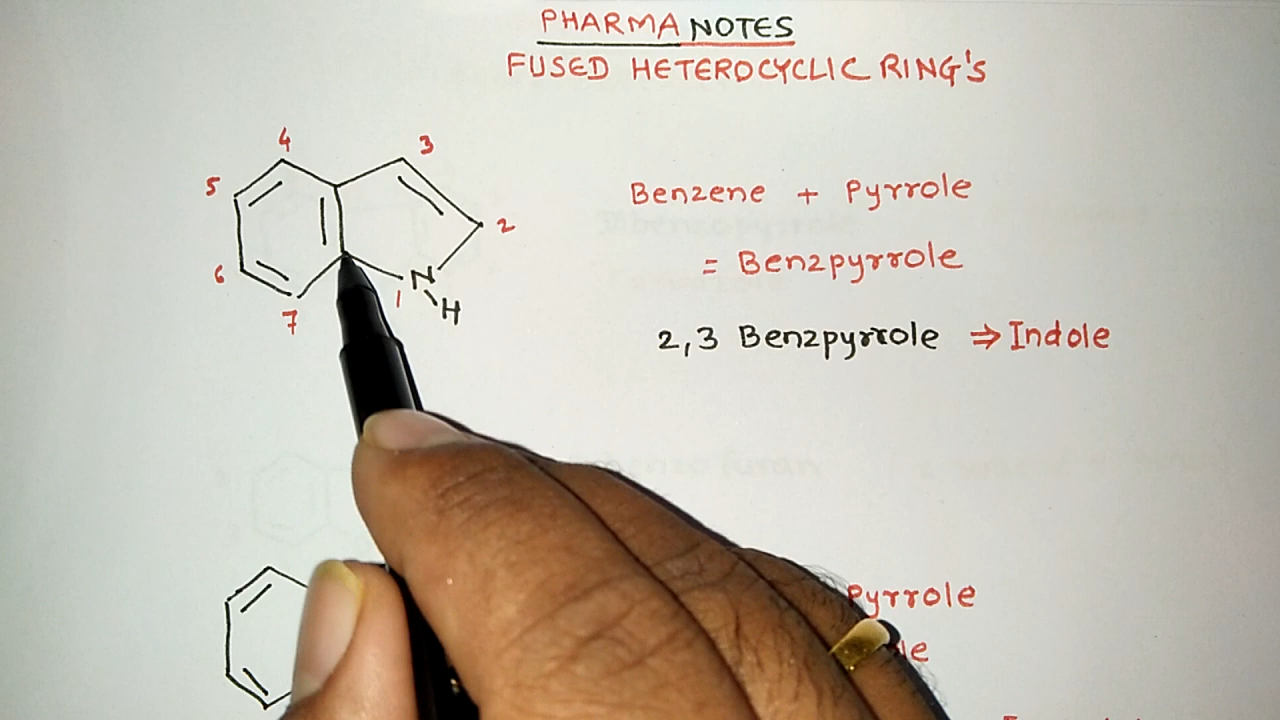 PHARMA NOTES
FUSED HETEROCYCLIC RING'S
4
3
5
2
6
1
N
H
7
Benzene + Pyrrole
= Benzpyrrole
2,3 Benzpyrrole ⇒ Indole
Pyrrole